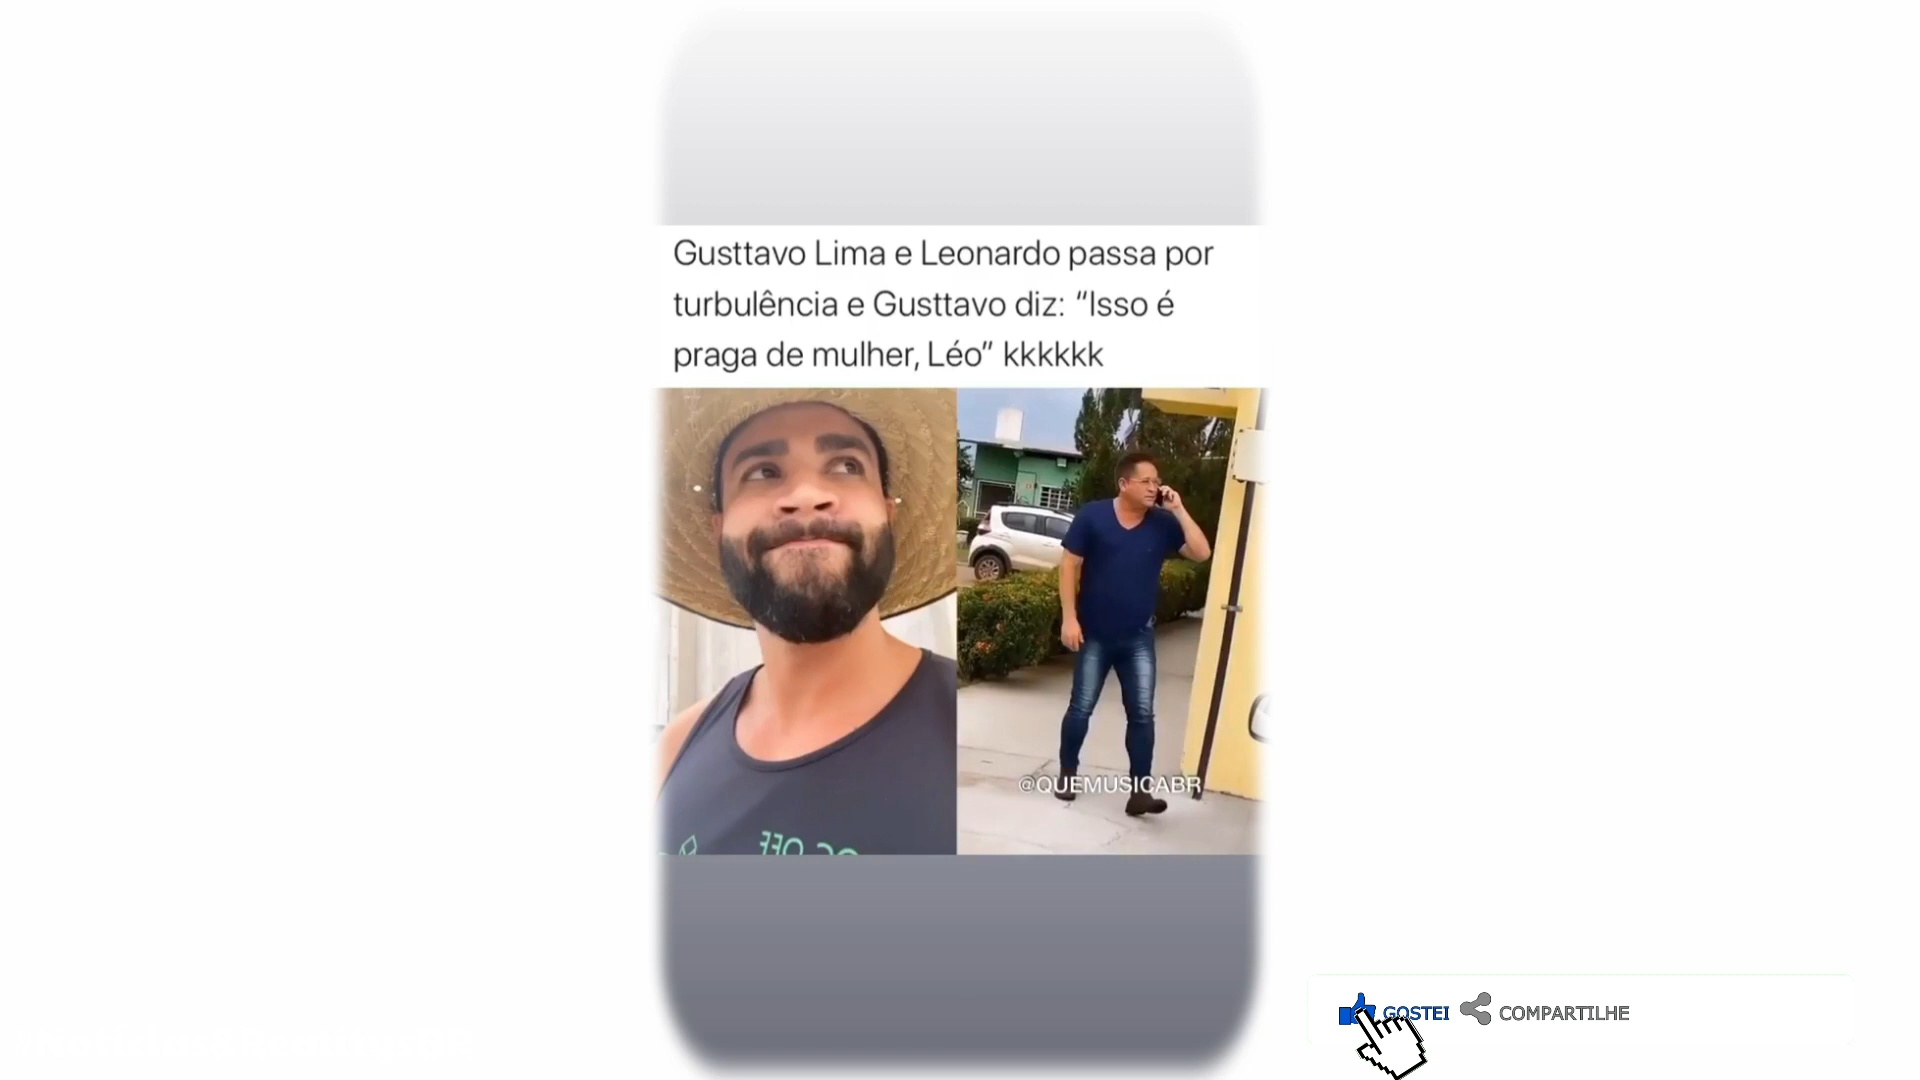 Gusttavo Lima e Leonardo passa por
turbulência e Gusttavo diz: “Isso é
praga de mulher, Léo” kkkkkk
@QUEMUSICABR
GOSTEI COMPARTILHE